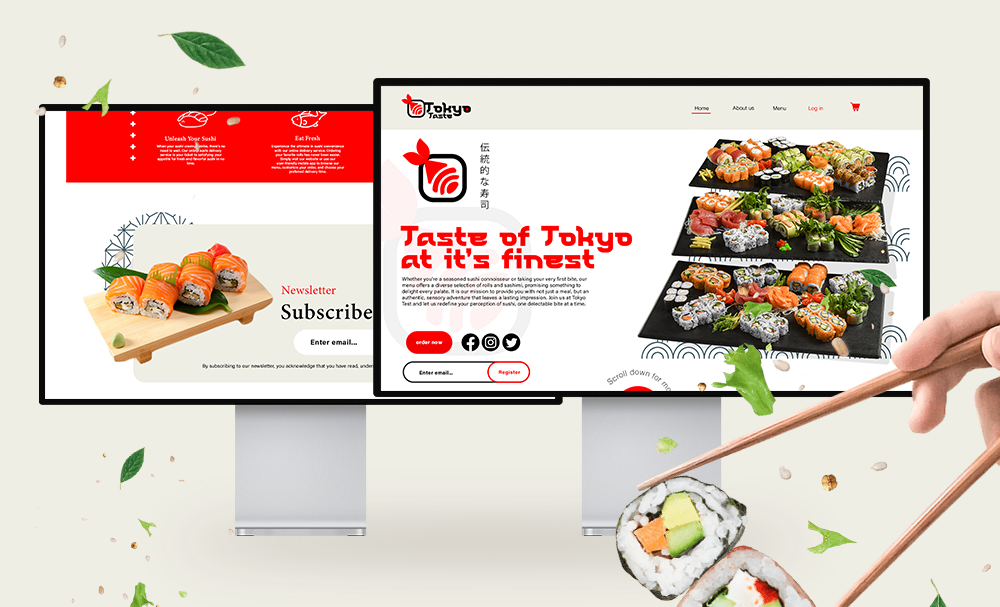 Unleash Your Sushi
When your sushi craving strikes, there's no
need to wait. Our online sushi delivery
service is your ticket to satisfying your
appetite for fresh and flavorful sushi in no
time.
Eat Fresh
Experience the ultimate in sushi convenience
with our online delivery service. Ordering
your favorite rolls has never been easier.
Simply visit our website or use our
user-friendly mobile app to browse our
menu, customize your order, and choose your
preferred delivery time.
Newsletter
Subscribe
Enter email...
By subscribing to our newsletter, you acknowledge that you have read, under
Tokyo
Taste
Home
About us
Menu
Log in
伝統的な寿司
Taste of Tokyo
at it's finest
Whether you're a seasoned sushi connoisseur or taking your very first bite, our
menu offers a diverse selection of rolls and sashimi, promising something to
delight every palate. It is our mission to provide you with not just a meal, but an
authentic, sensory adventure that leaves a lasting impression. Join us at Tokyo
Test and let us redefine your perception of sushi, one delectable bite at a time.
order now
Enter email...
Register
Scroll down for mo